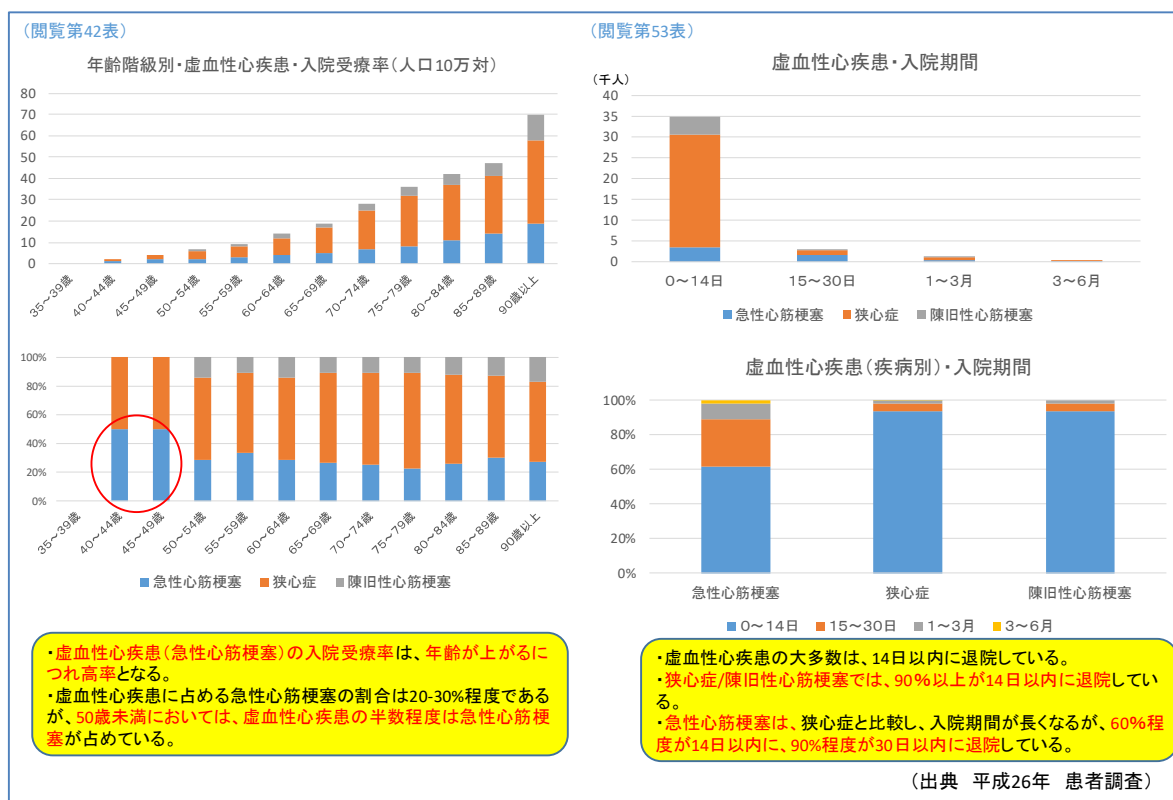 （閲覧第42表）
年齢階級別・虚血性心疾患・入院受療率（人口10万対）
80
70
60
50
40
30
20
10
0
35～39歳
40～44歳
45～49歳
50～54歳
55～59歳
60～64歳
65～69歳
70～74歳
75～79歳
80～84歳
85～89歳
90歳以上
100%
80%
60%
40%
20%
0%
35～39歳
40～44歳
45～49歳
50～54歳
55～59歳
60～64歳
65～69歳
70～74歳
75～79歳
80～84歳
85～89歳
90歳以上
急性心筋梗塞 狭心症 陳旧性心筋梗塞
・虚血性心疾患（急性心筋梗塞）の入院受療率は、年齢が上がるに
つれ高率となる。
・虚血性心疾患に占める急性心筋梗塞の割合は20-30%程度である
が、50歳未満においては、虚血性心疾患の半数程度は急性心筋梗
塞が占めている。
（閲覧第53表）
虚血性心疾患・入院期間
（千人）
40
35
30
25
20
15
10
5
0
0～14日 15～30日 1～3月 3～6月
急性心筋梗塞 狭心症 陳旧性心筋梗塞
虚血性心疾患（疾病別）・入院期間
100%
80%
60%
40%
20%
0%
急性心筋梗塞 狭心症 陳旧性心筋梗塞
0～14日 15～30日 1～3月 3～6月
・虚血性心疾患の大多数は、14日以内に退院している。
・狭心症/陳旧性心筋梗塞では、90％以上が14日以内に退院してい
る。
・急性心筋梗塞は、狭心症と比較し、入院期間が長くなるが、60％程
度が14日以内に、90%程度が30日以内に退院している。
（出典 平成26年 患者調査）